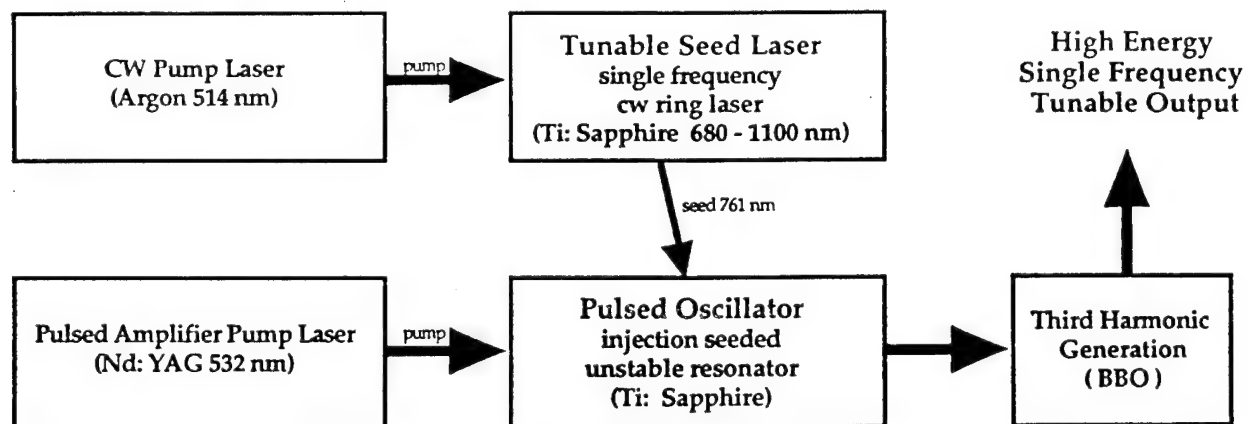 CW Pump Laser
(Argon 514 nm)
pump
Tunable Seed Laser
single frequency
cw ring laser
(Ti: Sapphire 680 - 1100 nm)
High Energy
Single Frequency
Tunable Output
seed 761 nm
Pulsed Amplifier Pump Laser
(Nd: YAG 532 nm)
pump
Pulsed Oscillator
injection seeded
unstable resonator
(Ti: Sapphire)
Third Harmonic
Generation
( BBO )